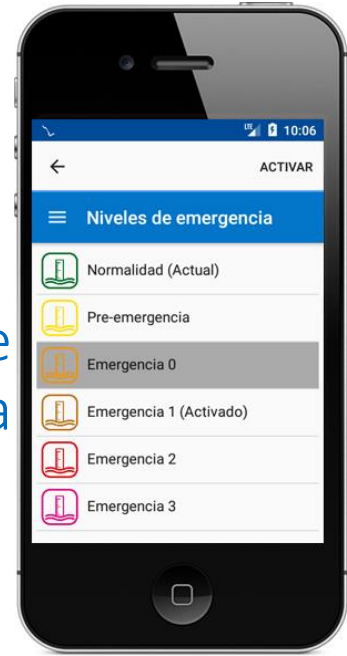 LTE 10:06
ACTIVAR
Niveles de emergencia
Normalidad (Actual)
Pre-emergencia
Emergencia 0
Emergencia 1 (Activado)
Emergencia 2
Emergencia 3
e
a